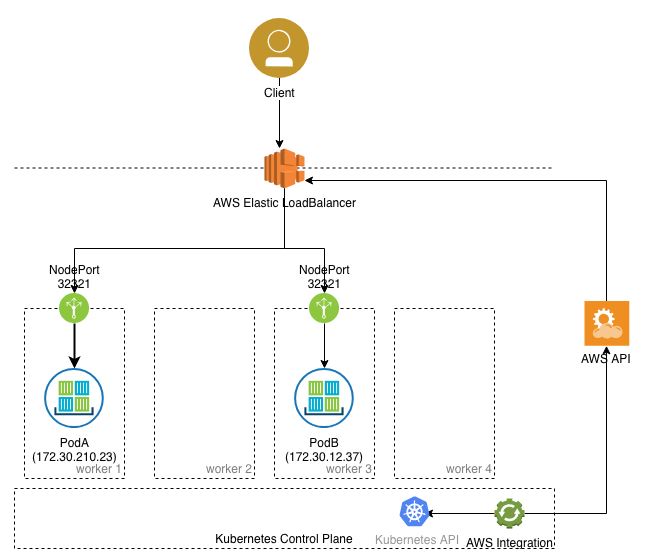 Client
AWS Elastic LoadBalancer
NodePort
32321
NodePort
32321
AWS API
PodA
(172.30.210.23)
worker 1
worker 2
PodB
(172.30.12.37)
worker 3
worker 4
Kubernetes Control Plane
Kubernetes API
AWS Integration